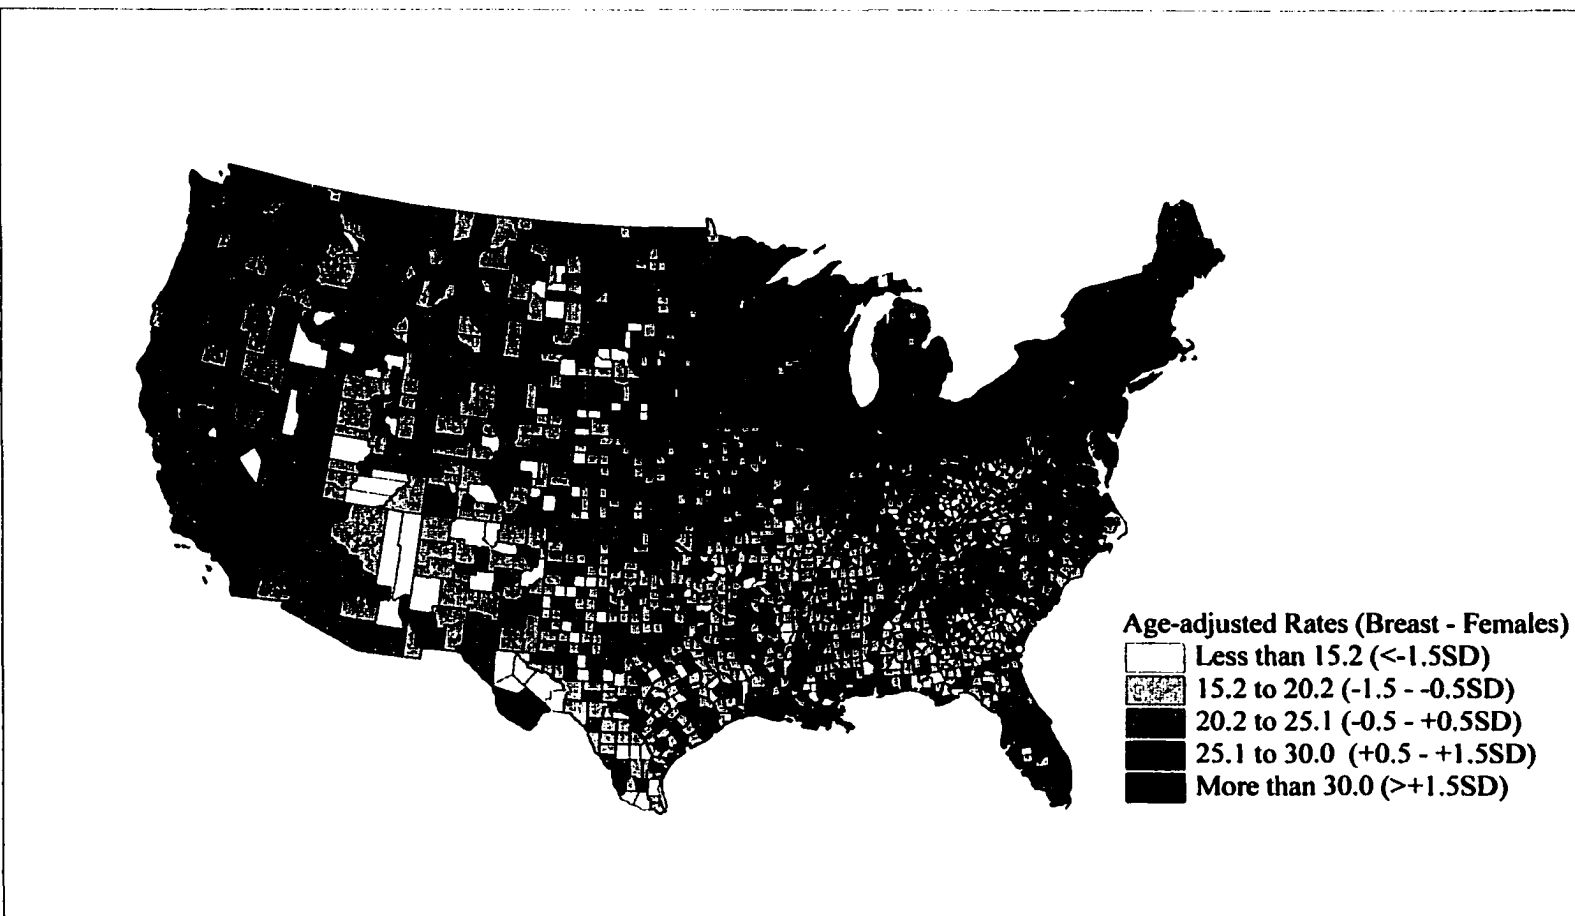 Age-adjusted Rates (Breast - Females)
Less than 15.2 (<-1.5SD)
15.2 to 20.2 (-1.5 - -0.5SD)
20.2 to 25.1 (-0.5 - +0.5SD)
25.1 to 30.0 (+0.5 - +1.5SD)
More than 30.0 (>+1.5SD)